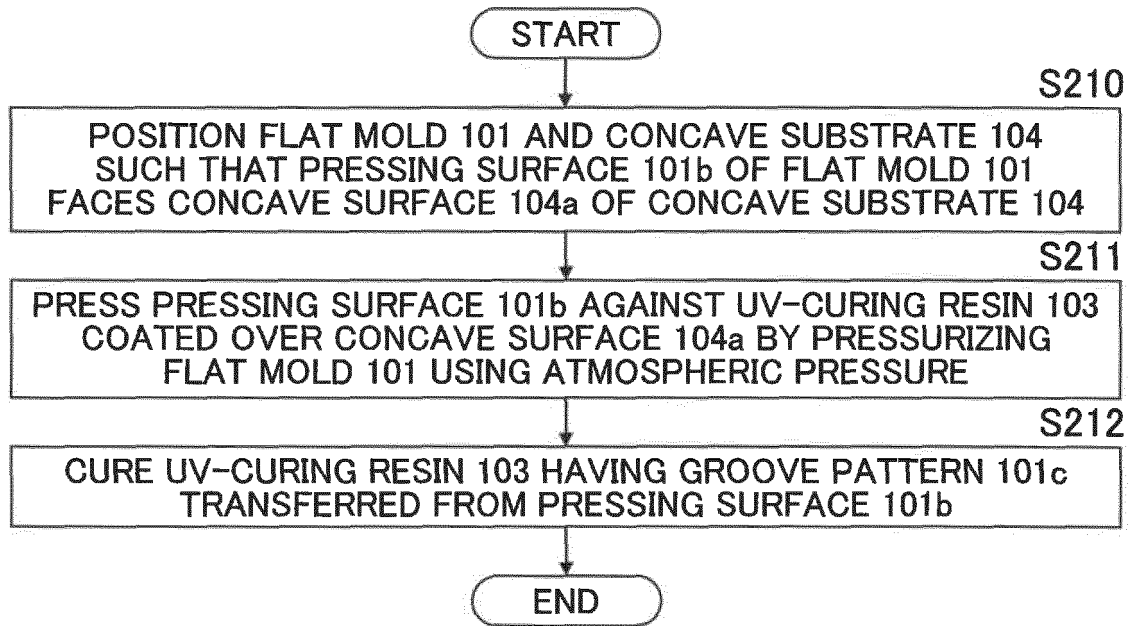 START
S210
POSITION FLAT MOLD 101 AND CONCAVE SUBSTRATE 104
SUCH THAT PRESSING SURFACE 101b OF FLAT MOLD 101
FACES CONCAVE SURFACE 104a OF CONCAVE SUBSTRATE 104
S211
PRESS PRESSING SURFACE 101b AGAINST UV-CURING RESIN 103
COATED OVER CONCAVE SURFACE 104a BY PRESSURIZING
FLAT MOLD 101 USING ATMOSPHERIC PRESSURE
S212
CURE UV-CURING RESIN 103 HAVING GROOVE PATTERN 101c
TRANSFERRED FROM PRESSING SURFACE 101b
END